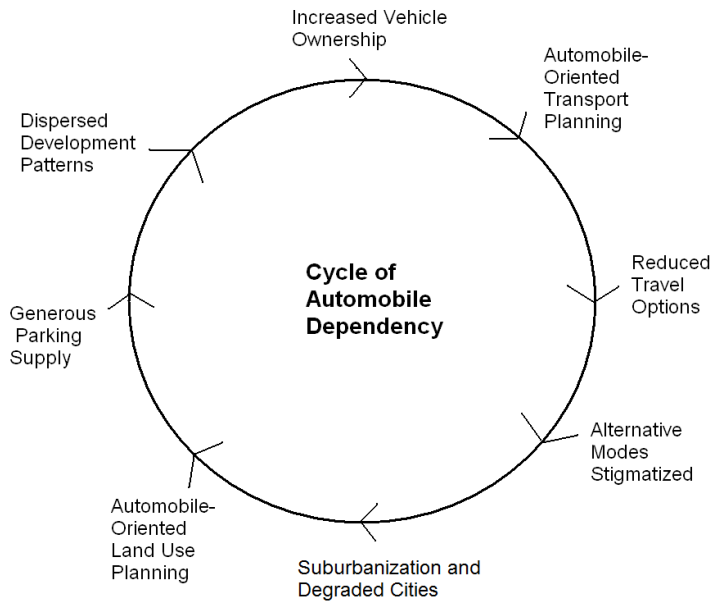 Increased Vehicle
Ownership
Automobile-
Oriented
Transport
Planning
Reduced
Travel
Options
Alternative
Modes
Stigmatized
Suburbanization and
Degraded Cities
Automobile-
Oriented
Land Use
Planning
Generous
Parking
Supply
Dispersed
Development
Patterns
Cycle of
Automobile
Dependency